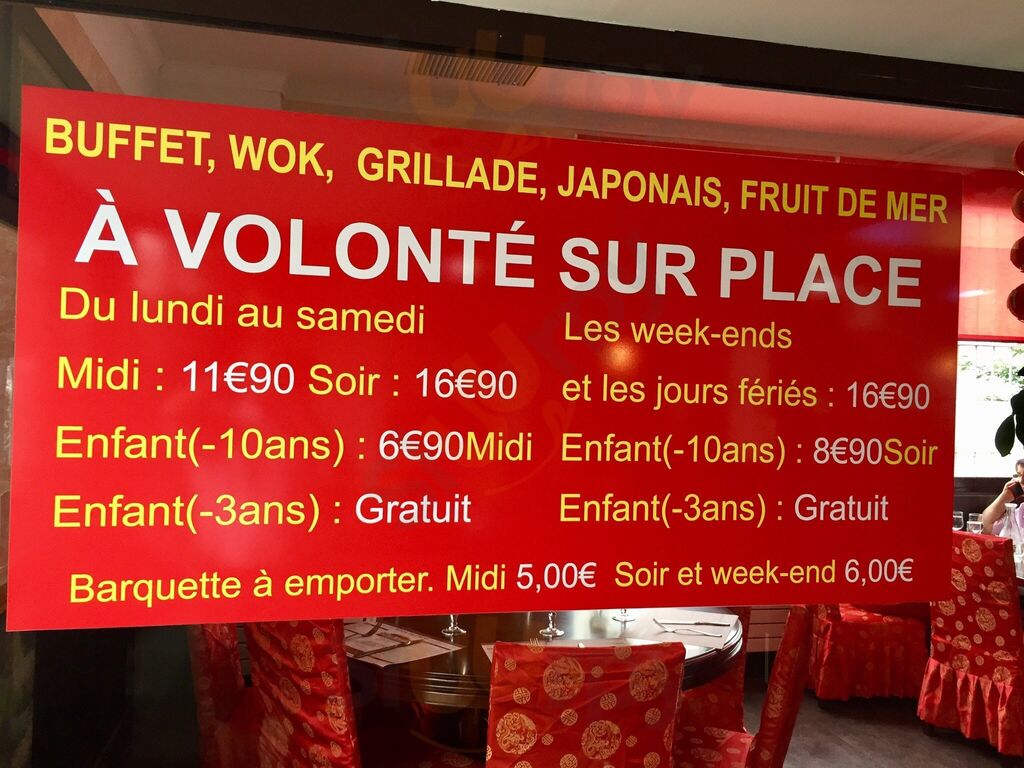 BUFFET, WOK, GRILLADE, JAPONAIS, FRUIT DE MER
À VOLONTÉ SUR PLACE
Du lundi au samedi
Midi : 11€90 Soir : 16€90
Enfant(-10ans) : 6€90Midi
Enfant(-3ans) : Gratuit
Les week-ends
et les jours fériés : 16€90
Enfant(-10ans) : 8€90Soir
Enfant(-3ans) : Gratuit
Barquette à emporter. Midi 5,00€ Soir et week-end 6,00€